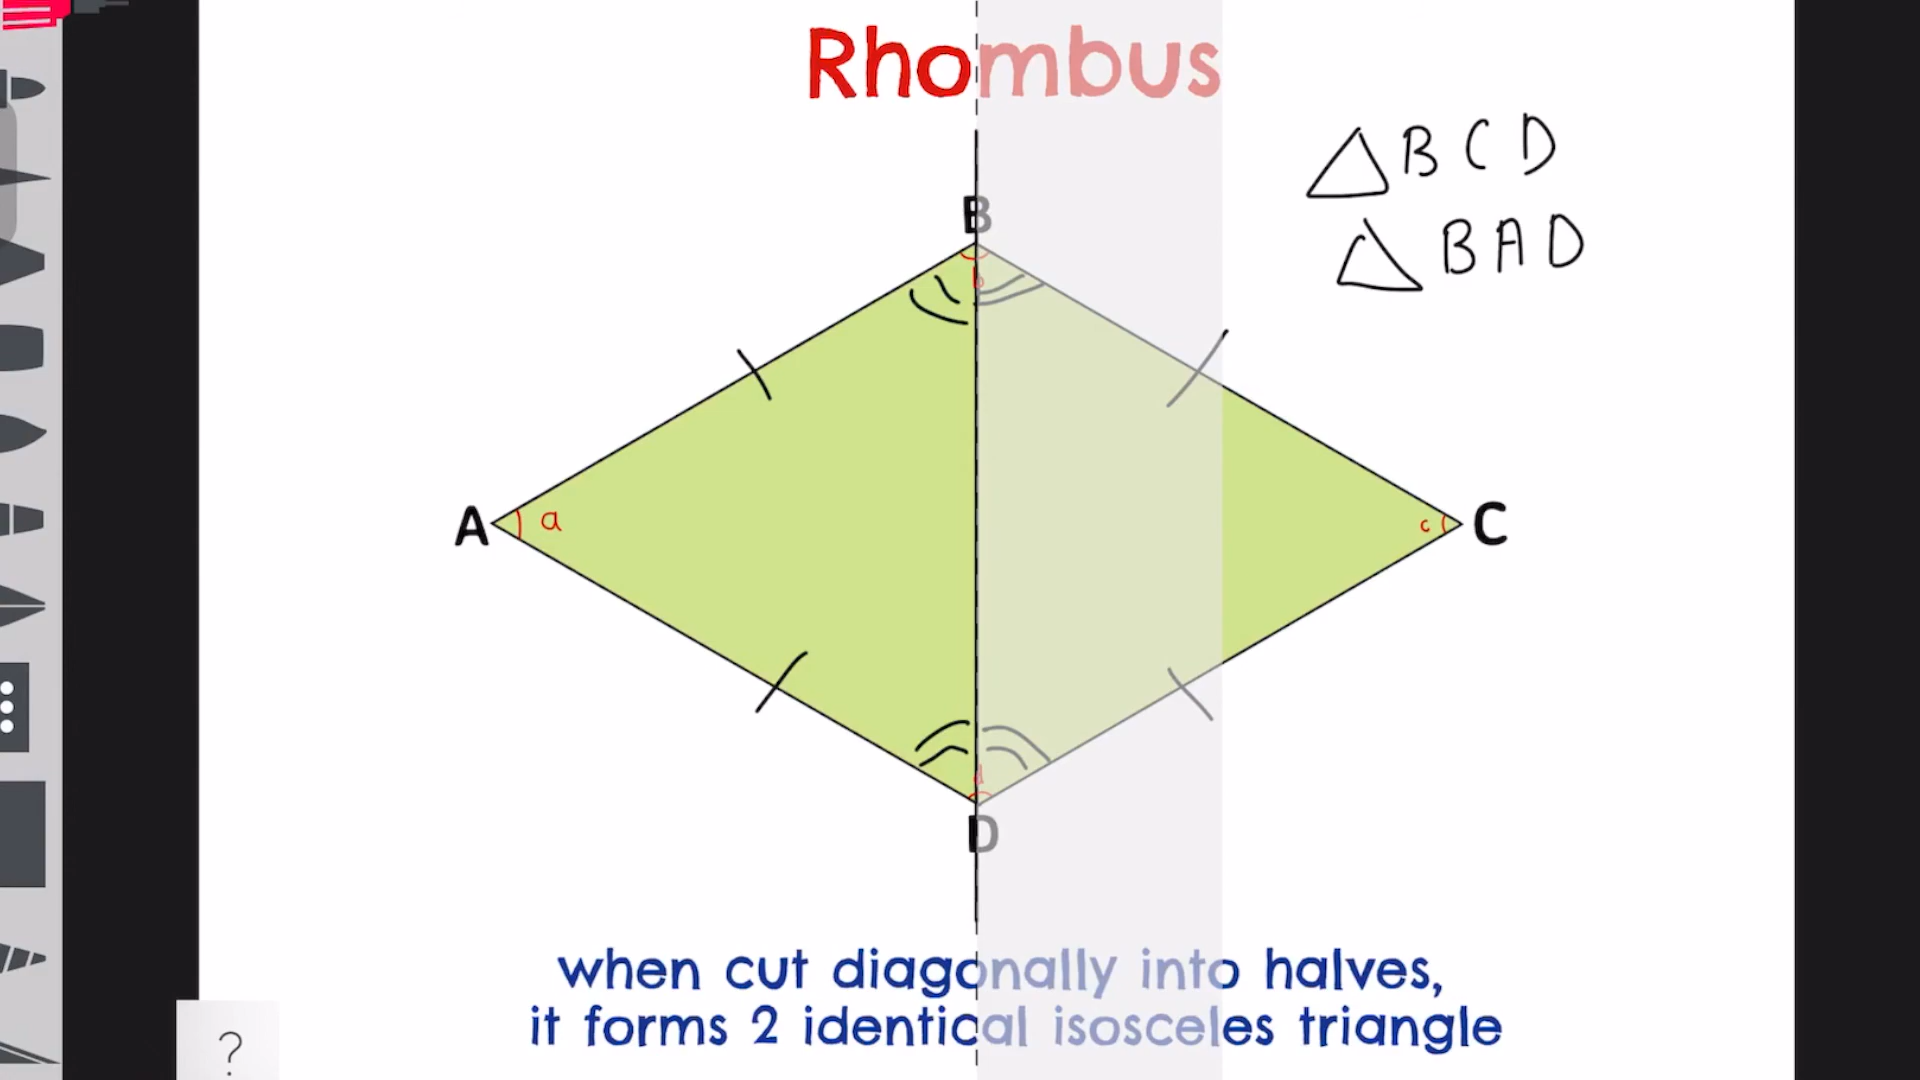 Rhombus
△BCD
△BAD
B
b
A
a
c
C
d
D
when cut diagonally into halves,
it forms 2 identical isosceles triangle
?